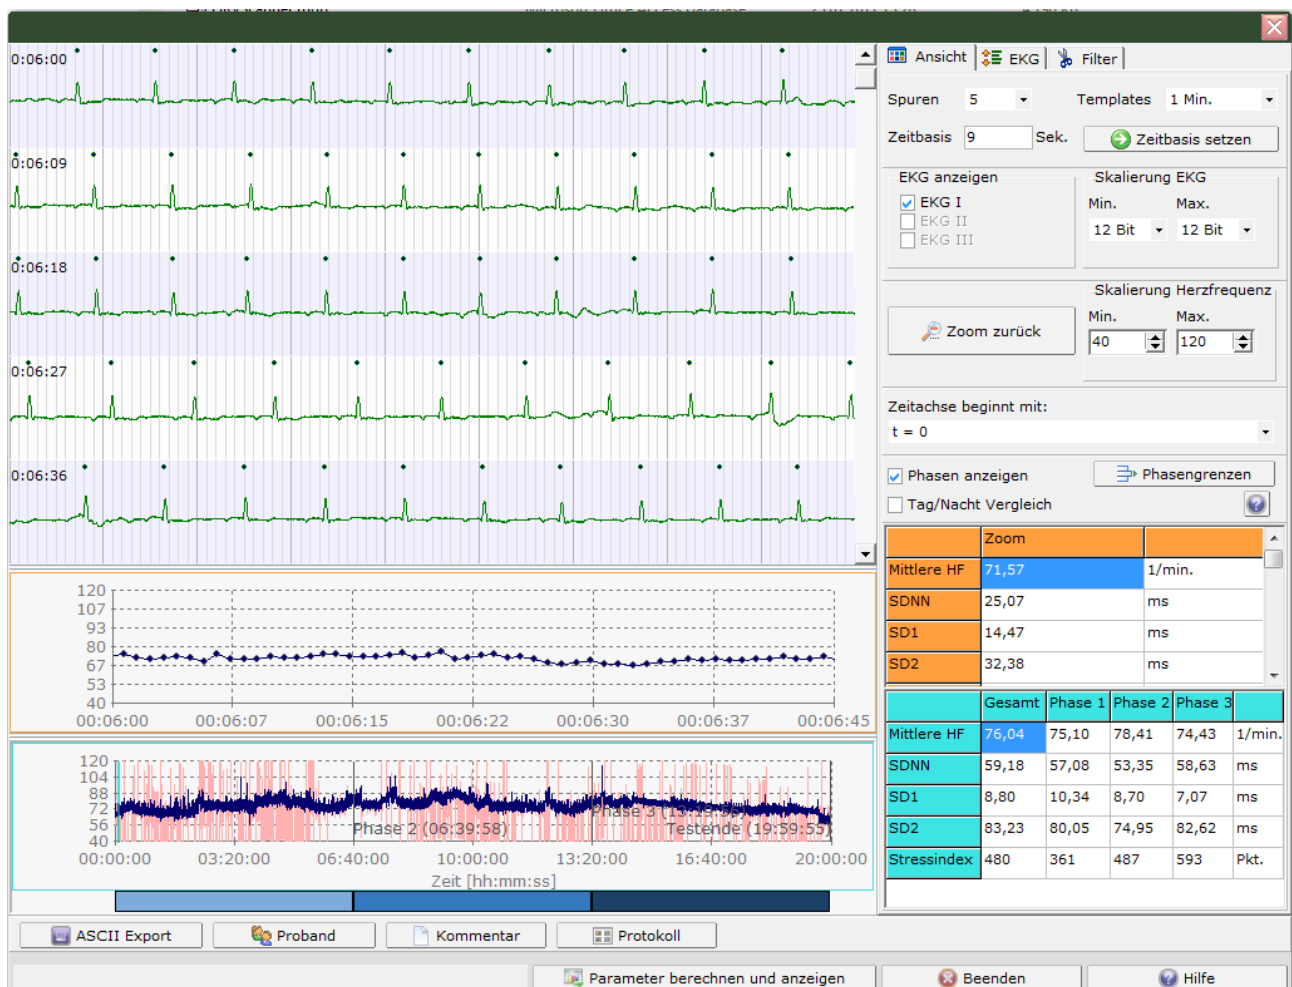 0:06:00
0:06:09
0:06:18
0:06:27
0:06:36
120
107
93
80
67
53
40
00:06:00 00:06:07 00:06:15 00:06:22 00:06:30 00:06:37 00:06:45
120
104
88
72
56
40
Phase 2 (06:39:58)
Phase 3 (13:19:56)
Testende (19:59:55)
00:00:00 03:20:00 06:40:00 10:00:00 13:20:00 16:40:00 20:00:00
Zeit [hh:mm:ss]
Ansicht EKG Filter
Spuren 5 Templates 1 Min.
Zeitbasis 9 Sek. Zeitbasis setzen
EKG anzeigen
EKG I
EKG II
EKG III
Skalierung EKG
Min. Max.
12 Bit 12 Bit
Zoom zurück
Skalierung Herzfrequenz
Min. Max.
40 120
Zeitachse beginnt mit:
t = 0
Phasen anzeigen Phasengrenzen
Tag/Nacht Vergleich
Zoom
Mittlere HF 71,57 1/min.
SDNN 25,07 ms
SD1 14,47 ms
SD2 32,38 ms
Gesamt Phase 1 Phase 2 Phase 3
Mittlere HF 76,04 75,10 78,41 74,43 1/min.
SDNN 59,18 57,08 53,35 58,63 ms
SD1 8,80 10,34 8,70 7,07 ms
SD2 83,23 80,05 74,95 82,62 ms
Stressindex 480 361 487 593 Pkt.
ASCII Export Proband Kommentar Protokoll
Parameter berechnen und anzeigen Beenden Hilfe